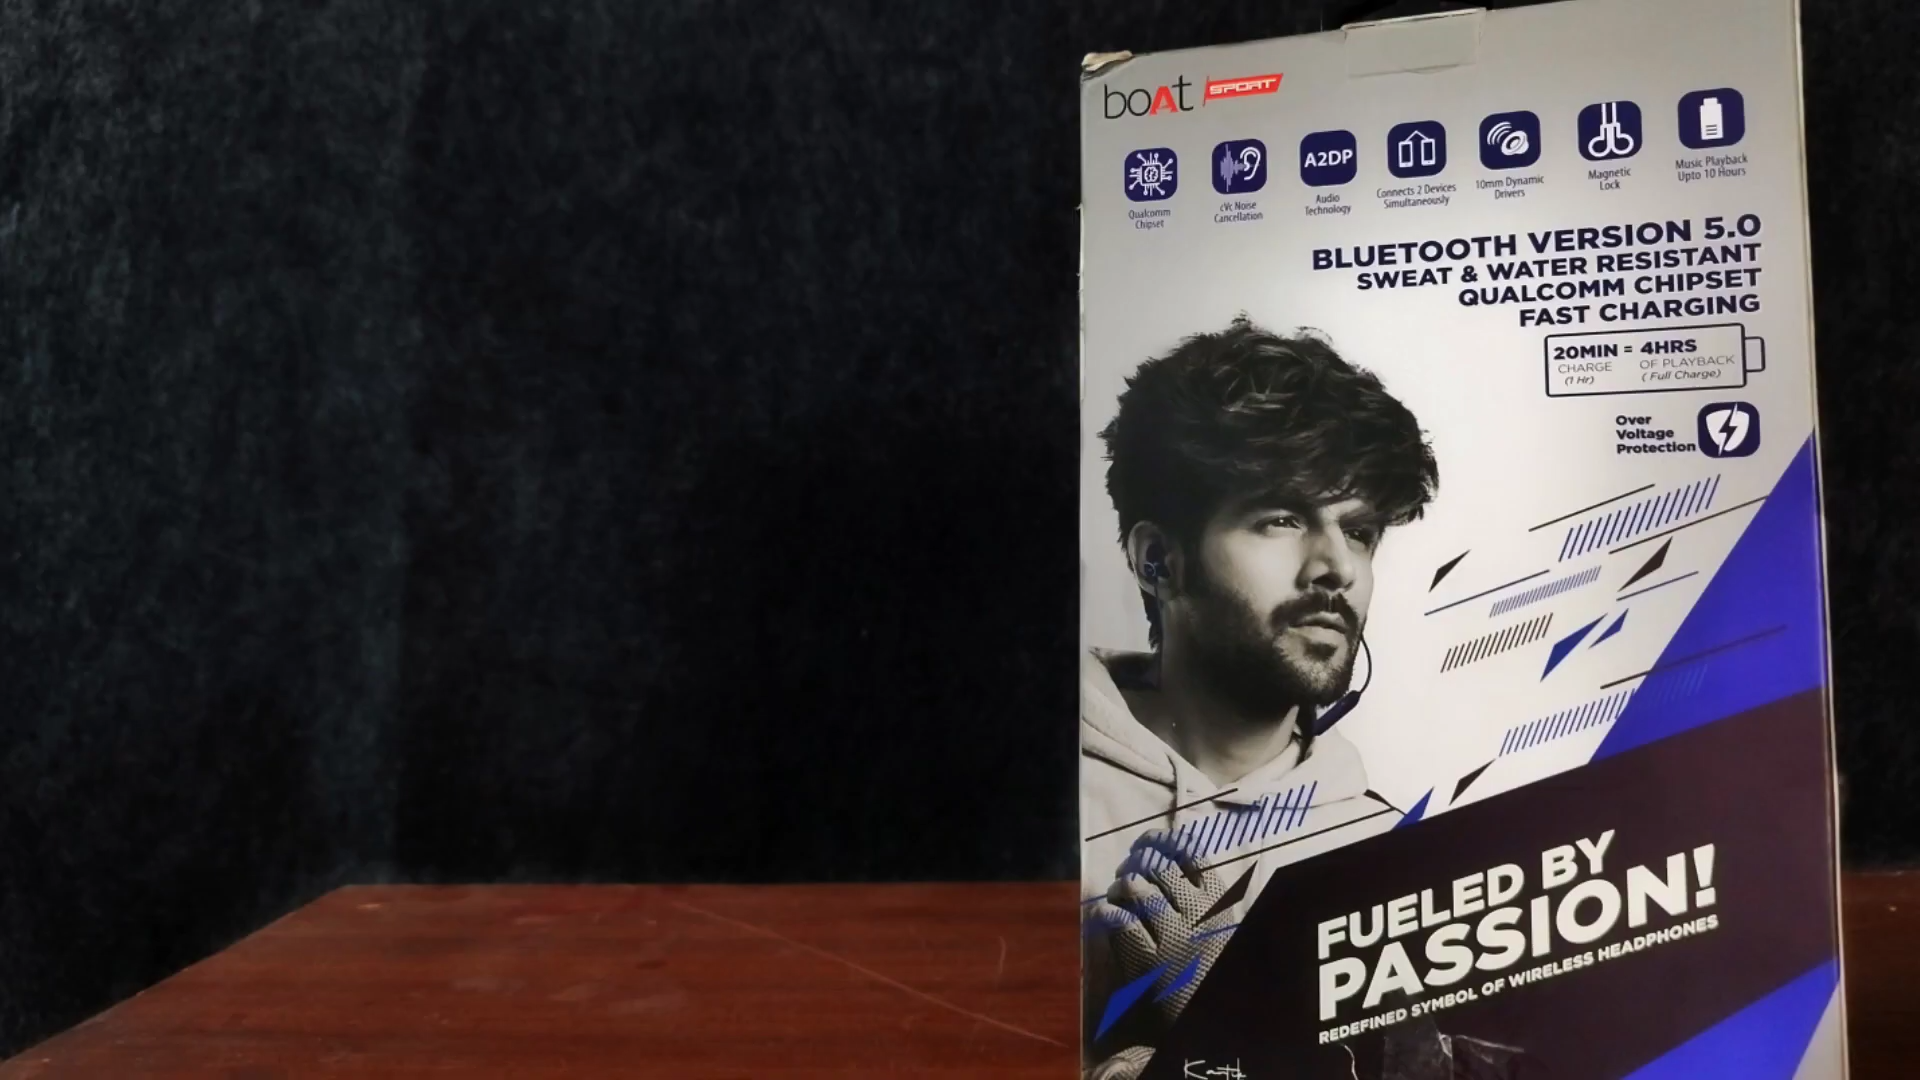 boAt SPORT
Qualcomm
Chipset
cVc Noise
Cancellation
A2DP
Audio
Technology
Connects 2 Devices
Simultaneously
10mm Dynamic
Drivers
Magnetic
Lock
Music Playback
Upto 10 Hours
BLUETOOTH VERSION 5.0
SWEAT & WATER RESISTANT
QUALCOMM CHIPSET
FAST CHARGING
20MIN = 4HRS
CHARGE OF PLAYBACK
(1 Hr) (Full Charge)
Over
Voltage
Protection
FUELED BY
PASSION!
REDEFINED SYMBOL OF WIRELESS HEADPHONES